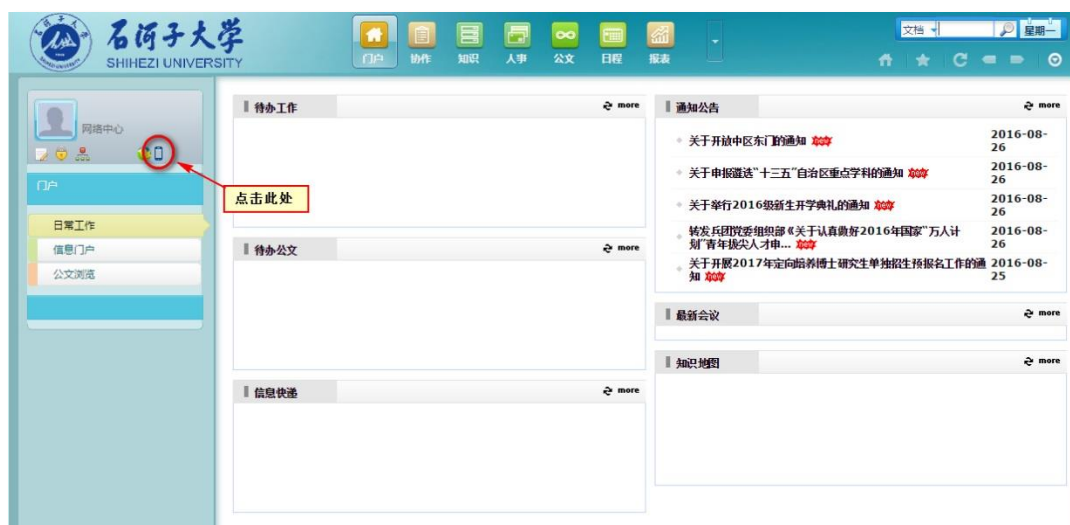 石河子大学
SHIHEZI UNIVERSITY
门户 协作 知识 人事 公文 日程 报表
文档
星期一
网络中心
点击此处
门户
日常工作
信息门户
公文浏览
待办工作 more
待办公文 more
信息快递 more
通知公告 more
关于开放中区东门的通知 2016-08-
26
关于申报遴选"十三五"自治区重点学科的通知 2016-08-
26
关于举行2016级新生开学典礼的通知 2016-08-
26
转发兵团党委组织部《关于认真做好2016年国家"万人计 2016-08-
划"青年拔尖人才申... 26
关于开展2017年定向培养博士研究生单独招生预报名工作的通 2016-08-
知 25
最新会议 more
知识地图 more